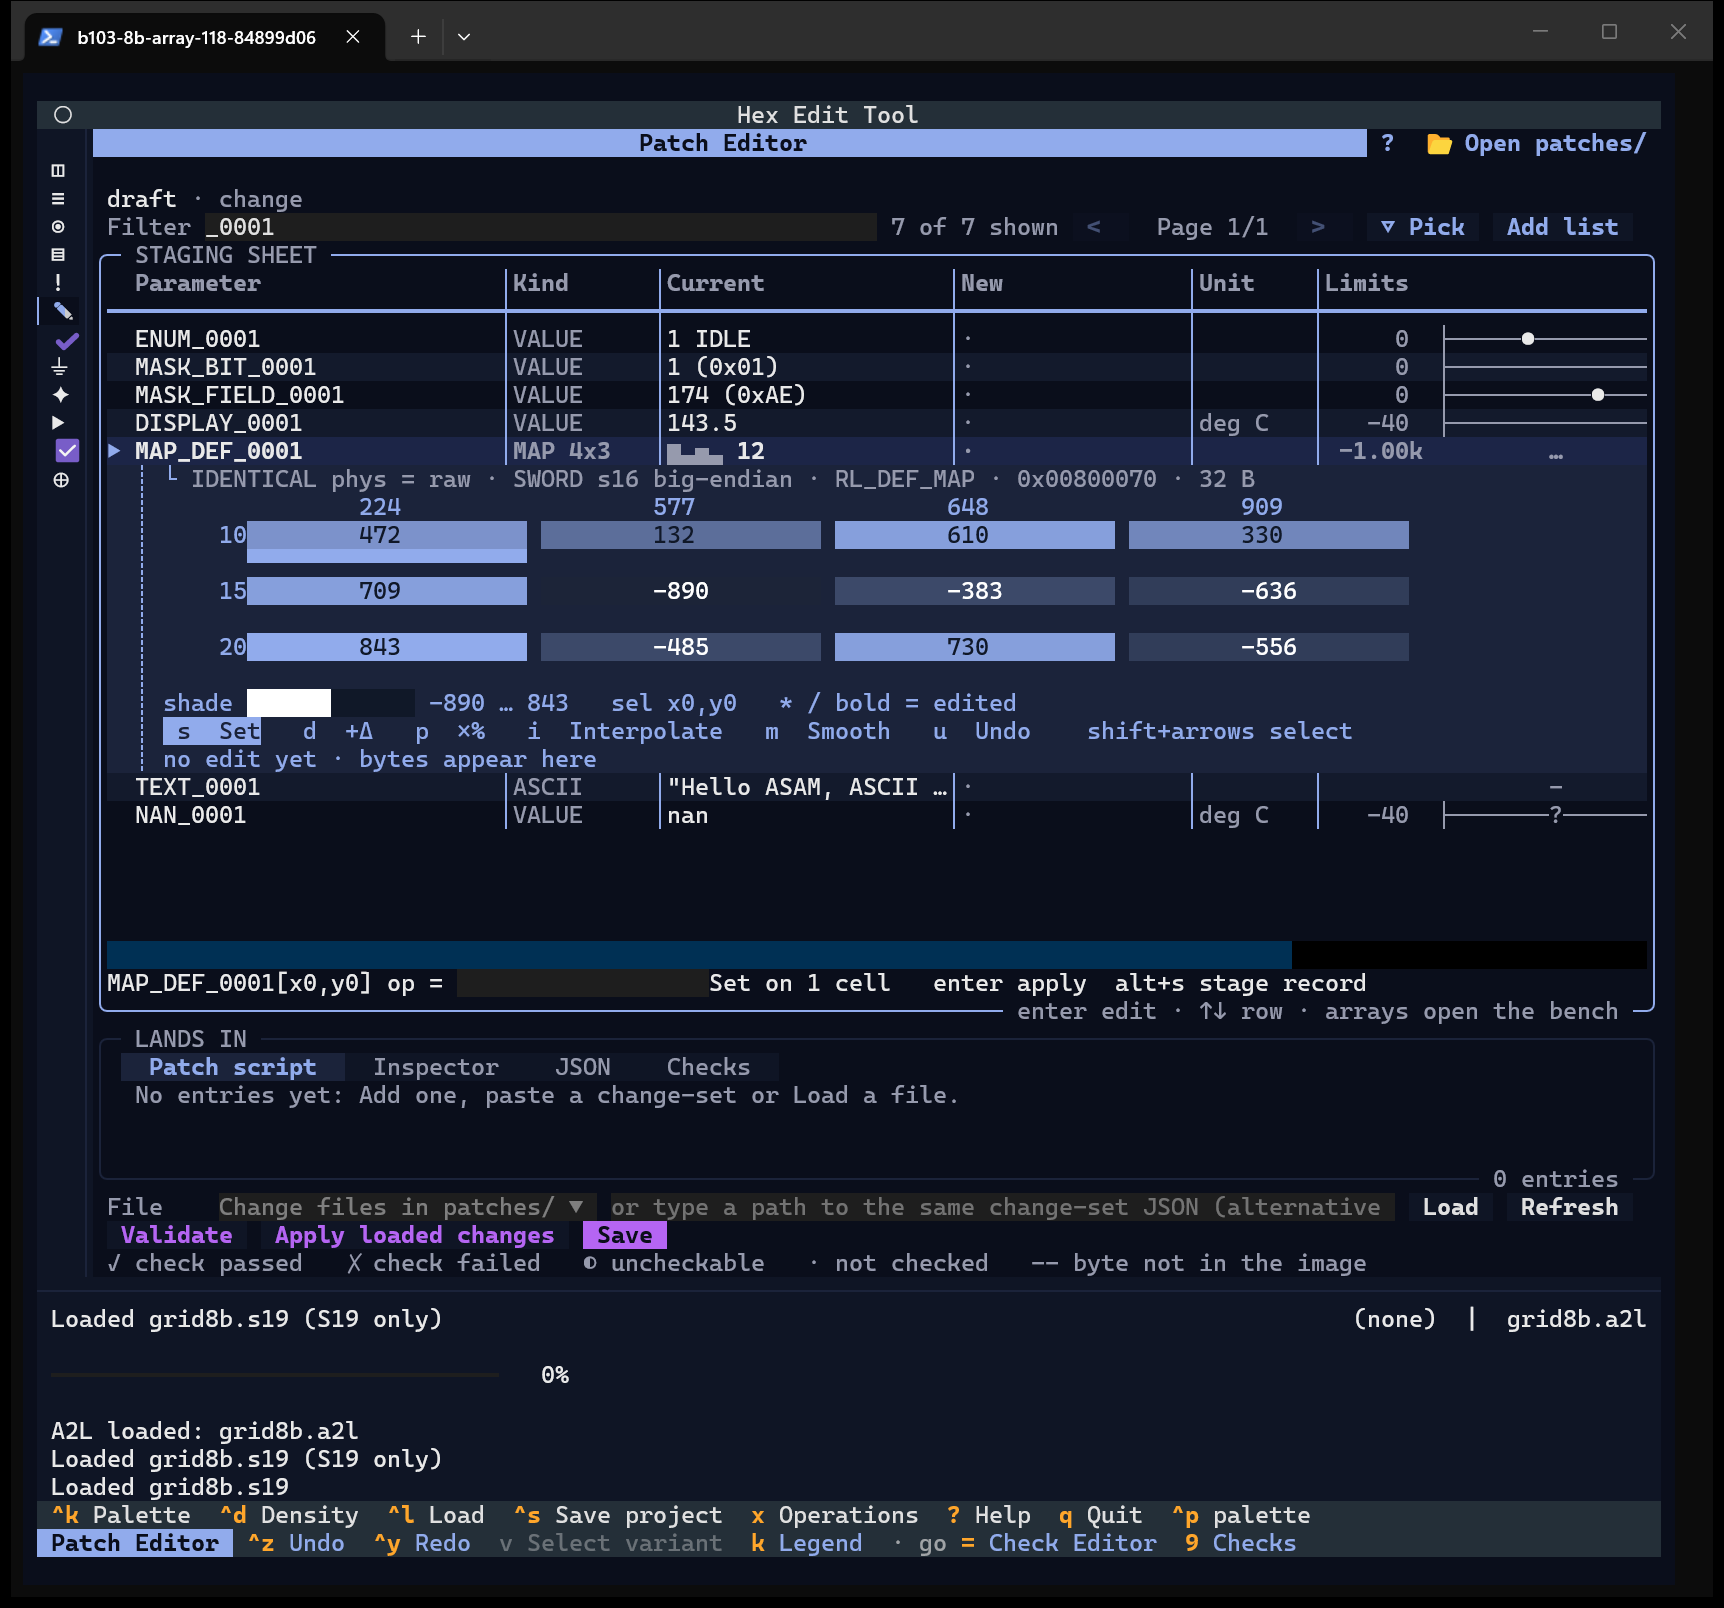 b103-8b-array-118-84899d06
Hex Edit Tool
Patch Editor ? Open patches/
draft · change
Filter _0001 7 of 7 shown < Page 1/1 > ▽ Pick Add list
STAGING SHEET
Parameter Kind Current New Unit Limits
ENUM_0001 VALUE 1 IDLE · 0
MASK_BIT_0001 VALUE 1 (0x01) · 0
MASK_FIELD_0001 VALUE 174 (0xAE) · 0
DISPLAY_0001 VALUE 143.5 · deg C -40
MAP_DEF_0001 MAP 4x3 12 · -1.00k …
└ IDENTICAL phys = raw · SWORD s16 big-endian · RL_DEF_MAP · 0x00800070 · 32 B
224 577 648 909
10 472 132 610 330
15 709 -890 -383 -636
20 843 -485 730 -556
shade -890 … 843 sel x0,y0 * / bold = edited
s Set d +Δ p ×% i Interpolate m Smooth u Undo shift+arrows select
no edit yet · bytes appear here
TEXT_0001 ASCII "Hello ASAM, ASCII … · -
NAN_0001 VALUE nan · deg C -40 ?
MAP_DEF_0001[x0,y0] op = Set on 1 cell enter apply alt+s stage record
enter edit · ↑↓ row · arrays open the bench
LANDS IN
Patch script Inspector JSON Checks
No entries yet: Add one, paste a change-set or Load a file.
0 entries
File Change files in patches/ ▼ or type a path to the same change-set JSON (alternative Load Refresh
Validate Apply loaded changes Save
√ check passed ╳ check failed ◐ uncheckable · not checked -- byte not in the image
Loaded grid8b.s19 (S19 only) (none) | grid8b.a2l
0%
A2L loaded: grid8b.a2l
Loaded grid8b.s19 (S19 only)
Loaded grid8b.s19
^k Palette ^d Density ^l Load ^s Save project x Operations ? Help q Quit ^p palette
Patch Editor ^z Undo ^y Redo v Select variant k Legend · go = Check Editor 9 Checks